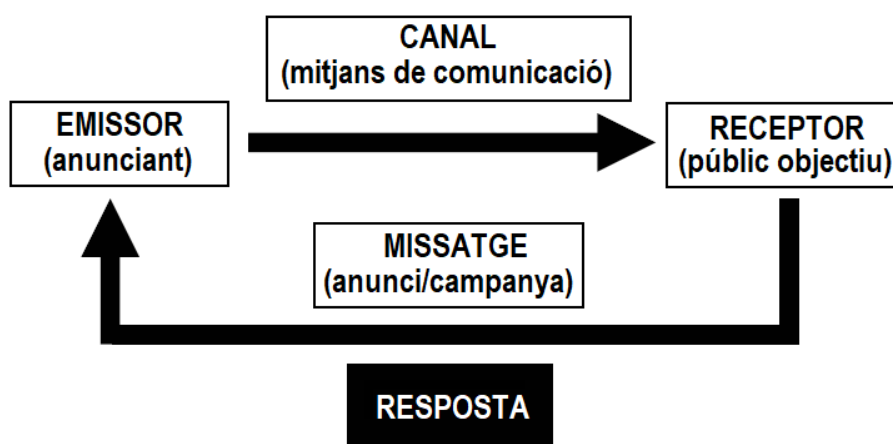 CANAL
(mitjans de comunicació)
EMISSOR
(anunciant)
RECEPTOR
(públic objectiu)
MISSATGE
(anunci/campanya)
RESPOSTA